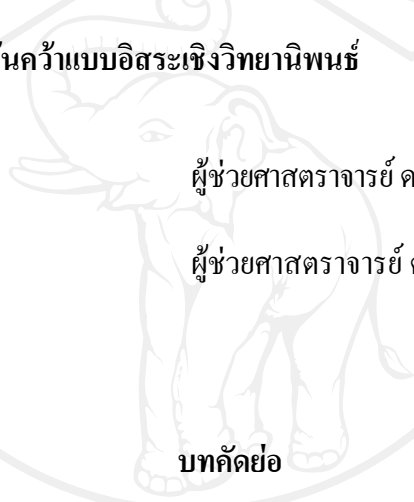 นคว้าแบบอิสระเชิงวิทยานิพนธ์
ผู้ช่วยศาสตราจารย์
ผู้ช่วยศาสตราจารย์
บทคัดย่อ